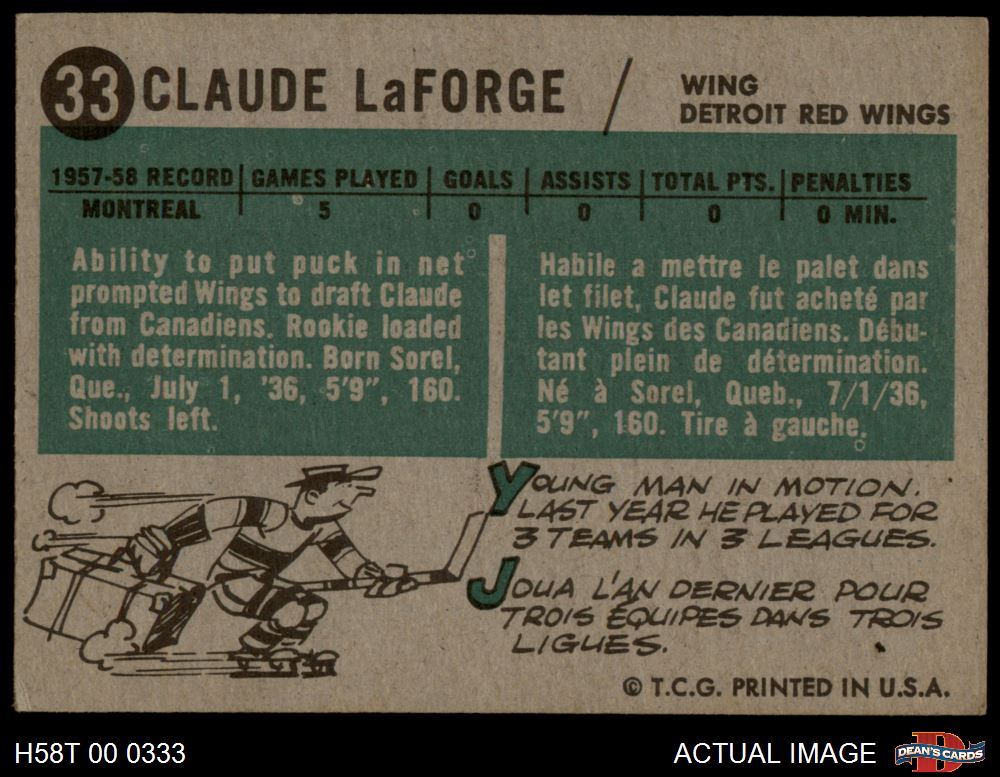 33 CLAUDE LaFORGE / WING
DETROIT RED WINGS
1957-58 RECORD GAMES PLAYED GOALS ASSISTS TOTAL PTS. PENALTIES
MONTREAL 5 0 0 0 0 MIN.
Ability to put puck in net
prompted Wings to draft Claude
from Canadiens. Rookie loaded
with determination. Born Sorel,
Que., July 1, '36, 5'9", 160.
Shoots left.
Habile a mettre le palet dans
let filet, Claude fut acheté par
les Wings des Canadiens. Débu-
tant plein de détermination.
Né à Sorel, Queb., 7/1/36,
5'9", 160. Tire à gauche.
YOUNG MAN IN MOTION.
LAST YEAR HE PLAYED FOR
3 TEAMS IN 3 LEAGUES.
JOUA L'AN DERNIER POUR
TROIS ÉQUIPES DANS TROIS
LIGUES.
© T.C.G. PRINTED IN U.S.A.
H58T 00 0333
ACTUAL IMAGE
DEAN'S CARDS